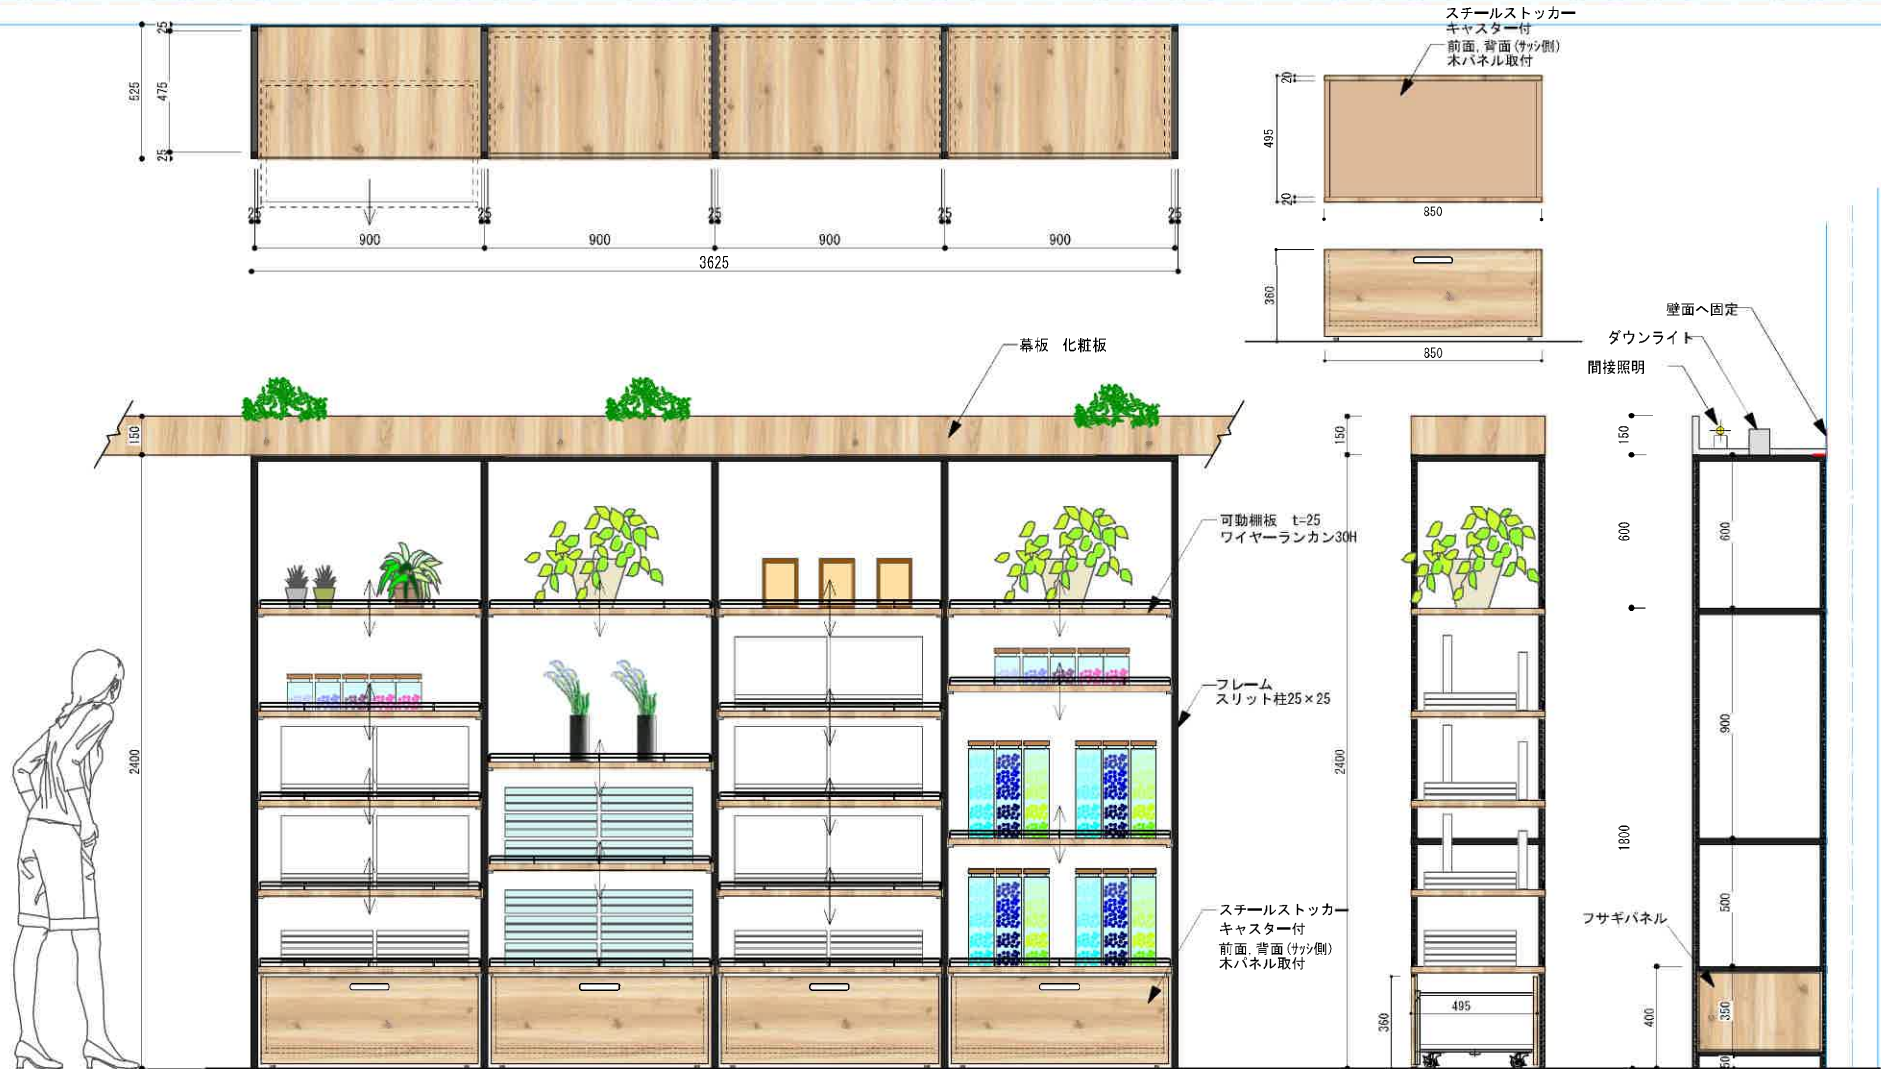 スチールストッカー
キャスター付
前面、背面(サッシ側)
木パネル取付
25
475
25
525
25
25
25
25
25
900
900
900
900
3625
20
495
20
850
360
850
壁面へ固定
ダウンライト
間接照明
幕板 化粧板
150
2400
可動棚板 t=25
ワイヤーランカン30H
フレーム
スリット柱25×25
スチールストッカー
キャスター付
前面、背面(サッシ側)
木パネル取付
150
2400
495
360
150
600
1800
400
600
900
500
350
50
フサギパネル